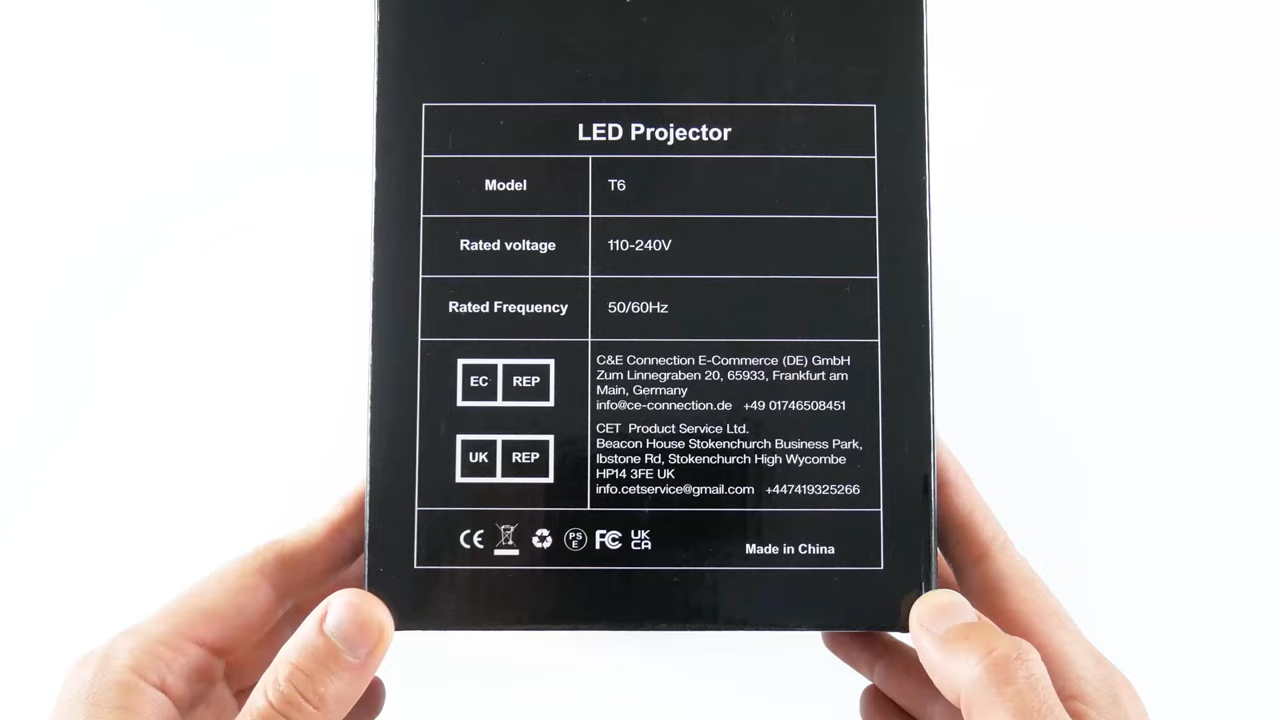 LED Projector
Model T6
Rated voltage 110-240V
Rated Frequency 50/60Hz
EC REP
C&E Connection E-Commerce (DE) GmbH
Zum Linnegraben 20, 65933, Frankfurt am
Main, Germany
info@ce-connection.de +49 01746508451
UK REP
CET Product Service Ltd.
Beacon House Stokenchurch Business Park,
Ibstone Rd, Stokenchurch High Wycombe
HP14 3FE UK
info.cetservice@gmail.com +447419325266
CE PS E FC UK CA Made in China